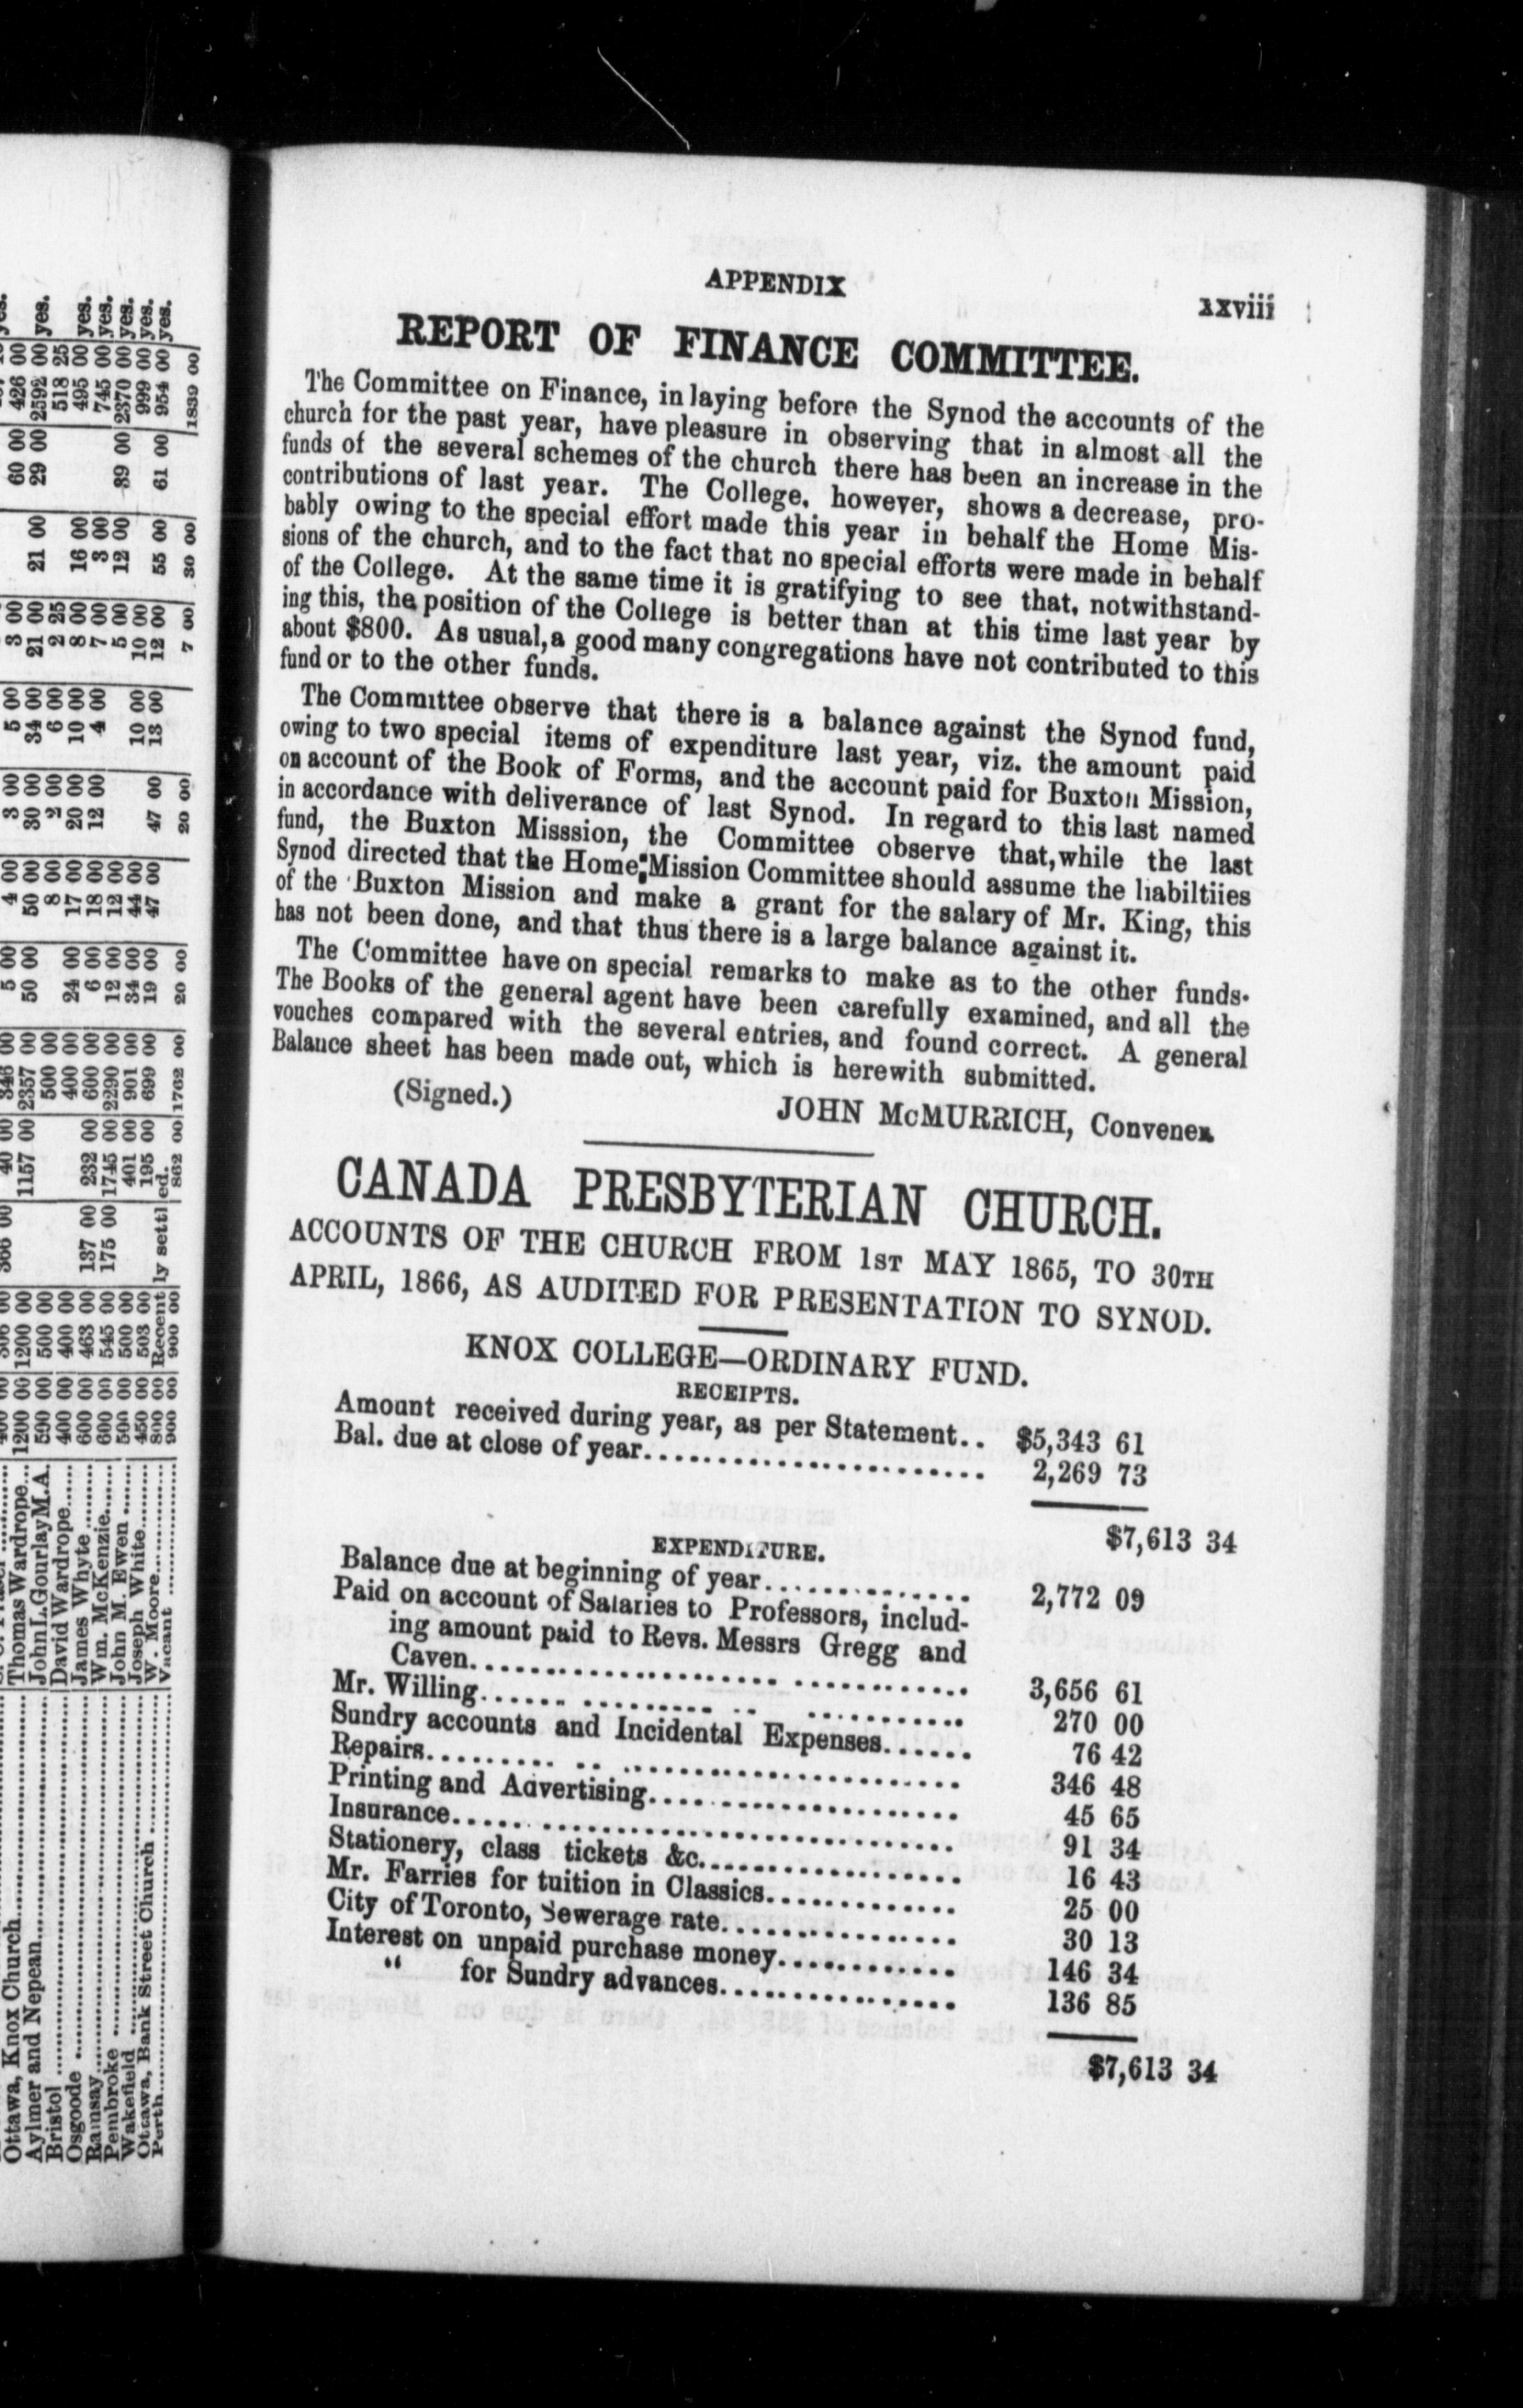 APPENDIX
xxviii
REPORT OF FINANCE COMMITTEE.
The Committee on Finance, in laying before the Synod the accounts of the
church for the past year, have pleasure in observing that in almost all the
funds of the several schemes of the church there has been an increase in the
contributions of last year. The College, however, shows a decrease, pro-
bably owing to the special effort made this year in behalf the Home Mis-
sions of the church, and to the fact that no special efforts were made in behalf
of the College. At the same time it is gratifying to see that, notwithstand-
ing this, the position of the College is better than at this time last year by
about $800. As usual, a good many congregations have not contributed to this
fund or to the other funds.
The Committee observe that there is a balance against the Synod fund,
owing to two special items of expenditure last year, viz. the amount paid
on account of the Book of Forms, and the account paid for Buxton Mission,
in accordance with deliverance of last Synod. In regard to this last named
fund, the Buxton Misssion, the Committee observe that, while the last
Synod directed that the Home Mission Committee should assume the liabiltiies
of the Buxton Mission and make a grant for the salary of Mr. King, this
has not been done, and that thus there is a large balance against it.
The Committee have on special remarks to make as to the other funds.
The Books of the general agent have been carefully examined, and all the
vouches compared with the several entries, and found correct. A general
Balance sheet has been made out, which is herewith submitted.
(Signed.)
JOHN McMURRICH, Convener
CANADA PRESBYTERIAN CHURCH.
ACCOUNTS OF THE CHURCH FROM 1ST MAY 1865, TO 30TH
APRIL, 1866, AS AUDITED FOR PRESENTATION TO SYNOD.
KNOX COLLEGE—ORDINARY FUND.
RECEIPTS.
Amount received during year, as per Statement.. $5,343 61
Bal. due at close of year........................ 2,269 73
$7,613 34
EXPENDITURE.
Balance due at beginning of year.............. 2,772 09
Paid on account of Salaries to Professors, includ-
ing amount paid to Revs. Messrs Gregg and
Caven................................. 3,656 61
Mr. Willing............................. 270 00
Sundry accounts and Incidental Expenses...... 76 42
Repairs.................................. 346 48
Printing and Advertising...................... 45 65
Insurance.................................. 91 34
Stationery, class tickets &c.................. 16 43
Mr. Farries for tuition in Classics............. 25 00
City of Toronto, Sewerage rate................ 30 13
Interest on unpaid purchase money............ 146 34
" for Sundry advances................ 136 85
$7,613 34
Thomas Wardrope...
John L. Gourlay M.A.
David Wardrope......
James Whyte..........
Wm. McKenzie.......
John M. Ewen.......
Joseph White.........
W. Moore.............
Vacant...............
Ottawa, Knox Church
Aylmer and Nepean
Bristol
Osgoode
Ramsay
Pembroke
Wakefield
Ottawa, Bank Street Church
Perth